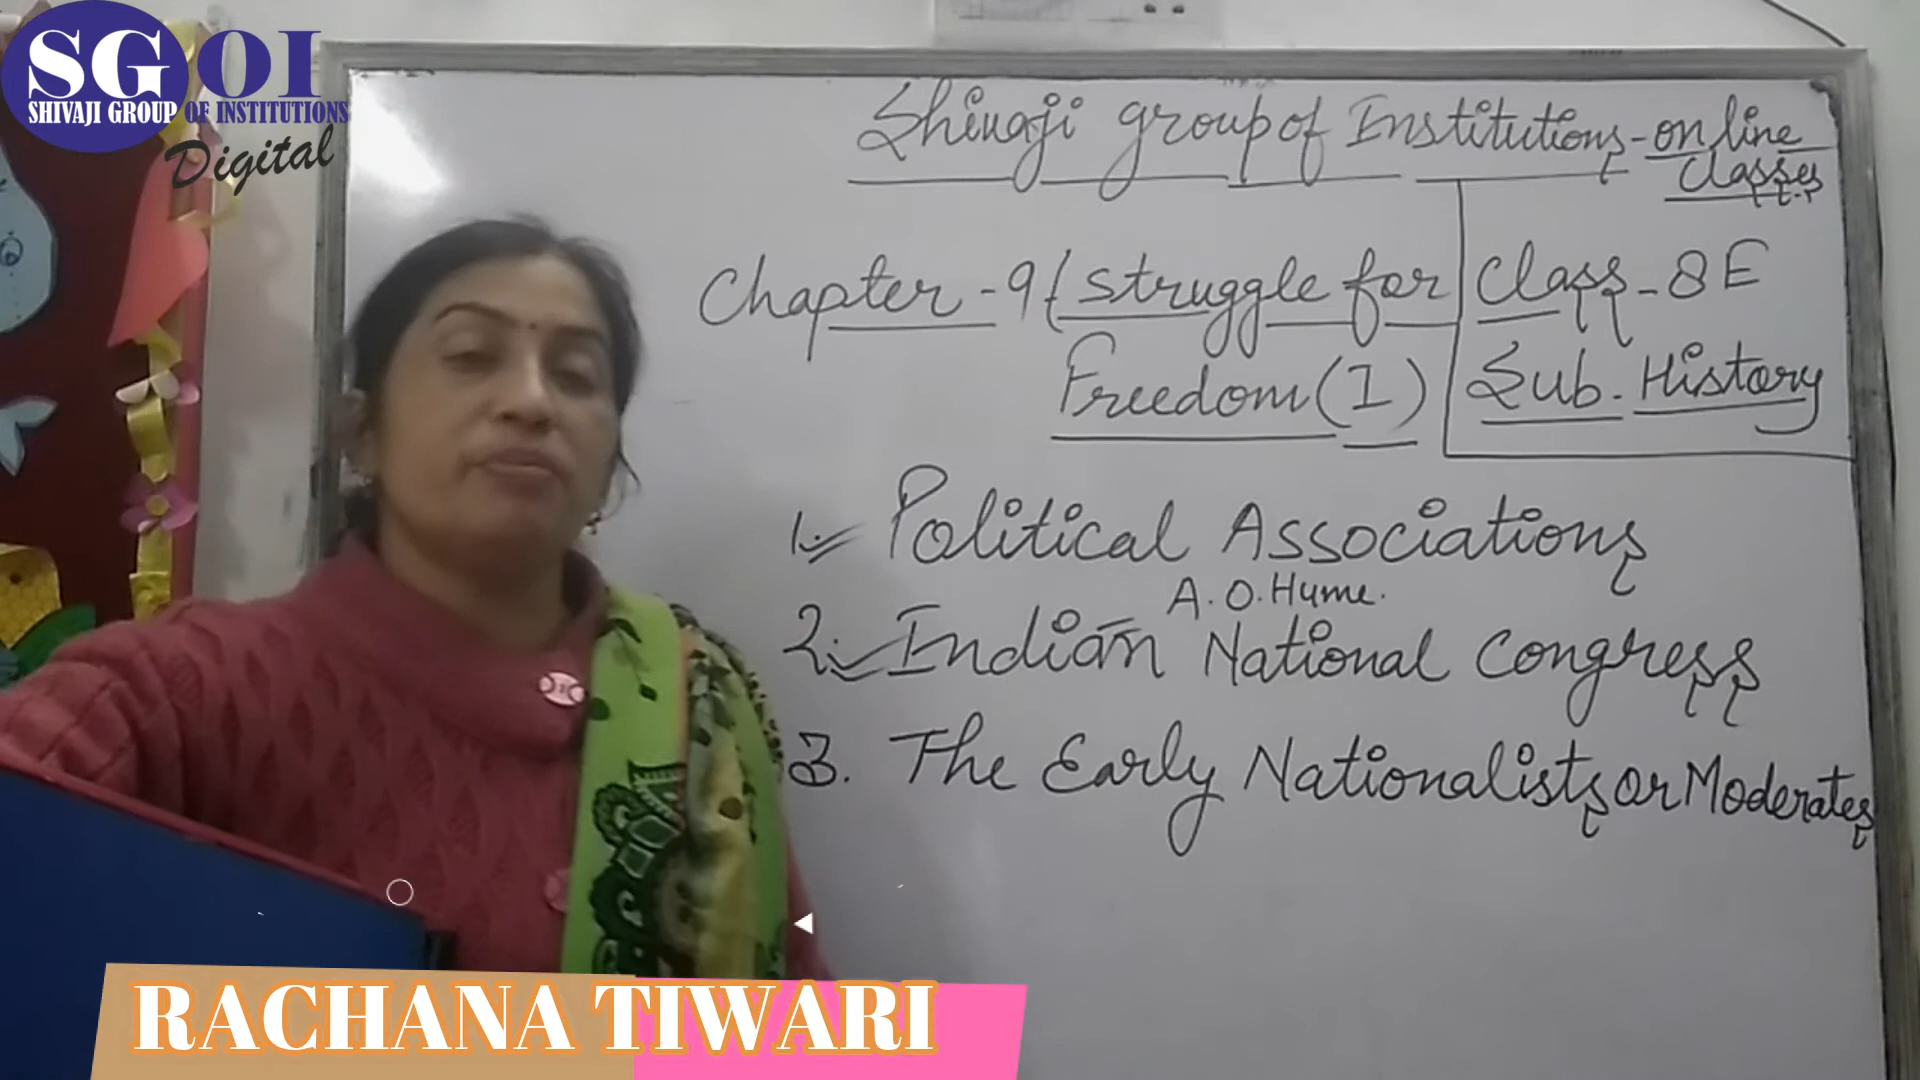 SGOI
SHIVAJI GROUP OF INSTITUTIONS
Digital
Shivaji group of Institutions - online
Classes
Chapter - 9 ( Struggle for
Freedom (I)
Class - 8 E
Sub. History
1. Political Associations
A. O. Hume.
2. Indian National Congress
3. The Early Nationalists or Moderates
RACHANA TIWARI